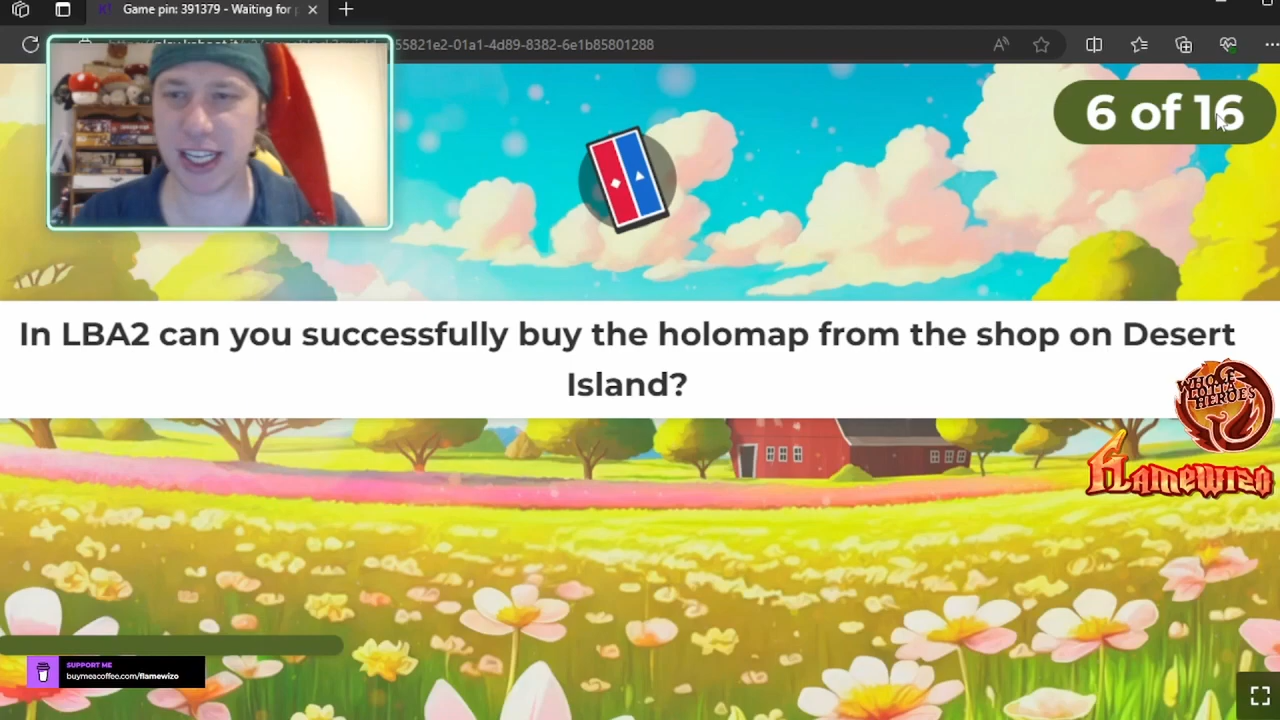 Game pin: 391379 - Waiting for p
55821e2-01a1-4d89-8382-6e1b85801288
6 of 16
In LBA2 can you successfully buy the holomap from the shop on Desert
Island?
WHOLE
LOTTA
HEROES
FLAMEWIZO
SUPPORT ME
buymeacoffee.com/flamewizo